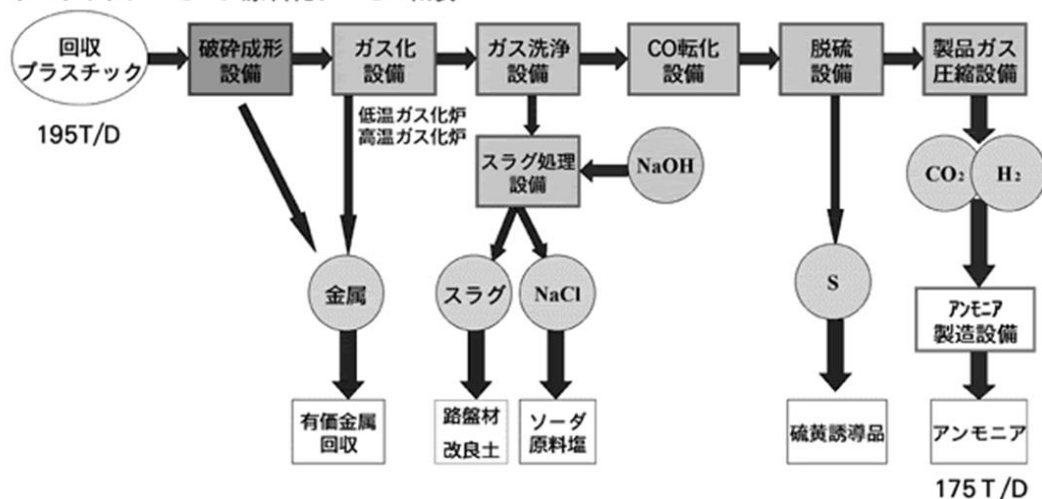 回収
プラスチック
195T/D
破砕成形
設備
ガス化
設備
低温ガス化炉
高温ガス化炉
ガス洗浄
設備
CO転化
設備
脱硫
設備
製品ガス
圧縮設備
スラグ処理
設備
NaOH
CO₂
H₂
金属
スラグ
NaCl
S
アンモニア
製造設備
有価金属
回収
路盤材
改良土
ソーダ
原料塩
硫黄誘導品
アンモニア
175T/D